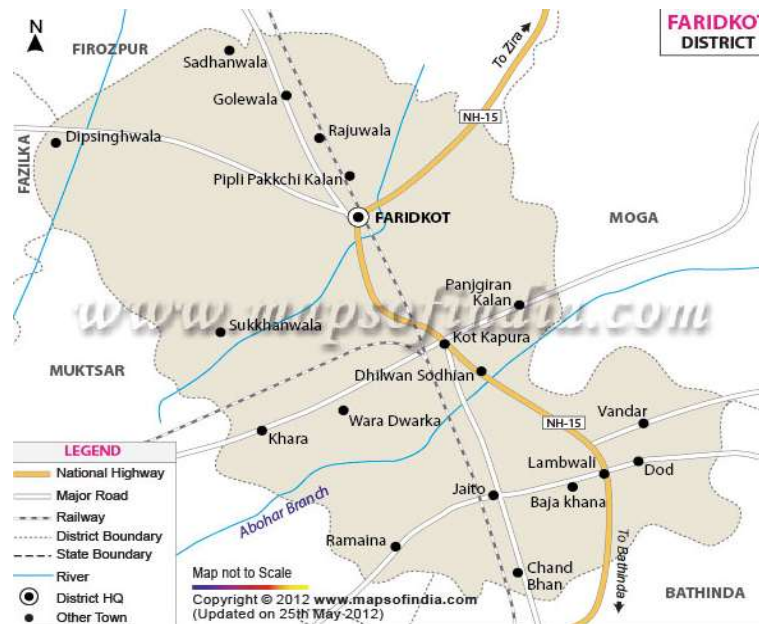 N
FARIDKOT
DISTRICT
FIROZPUR
To Zira
Sadhanwala
Golewala
NH-15
Rajuwala
Dipsinghwala
FAZILKA
Pipli Pakkchi Kalan
FARIDKOT
MOGA
Panjgiran
Kalan
www.mapsofindia.com
Sukkhanwala
Kot Kapura
MUKTSAR
Dhilwan Sodhian
Wara Dwarka
Vandar
NH-15
Khara
LEGEND
National Highway
Major Road
Railway
District Boundary
State Boundary
River
District HQ
Other Town
Lambwali
Dod
Jaito
Baja khana
Abohar Branch
Ramaina
To Bathinda
Chand
Bhan
BATHINDA
Map not to Scale
Copyright © 2012 www.mapsofindia.com
(Updated on 25th May-2012)